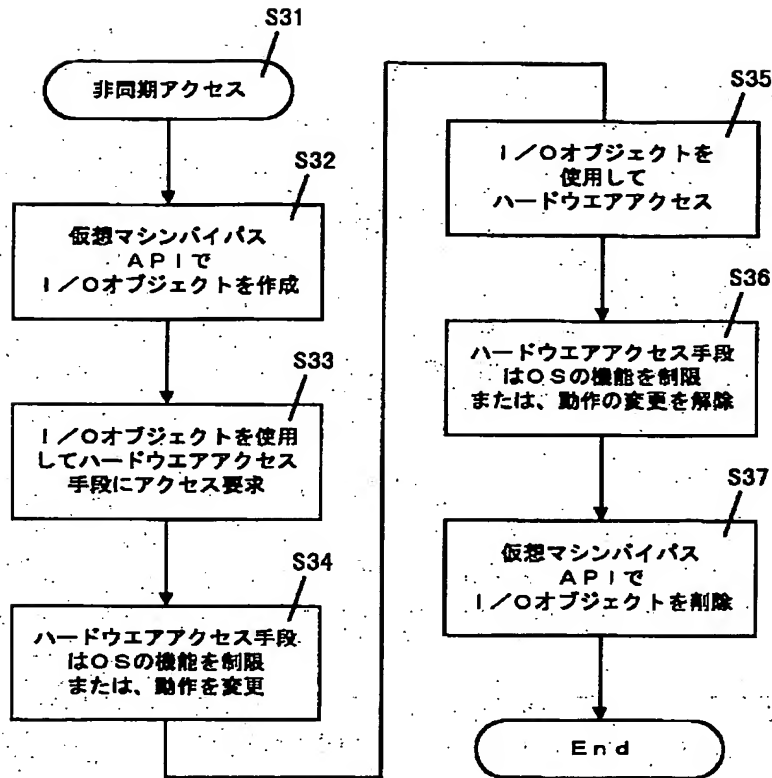 S31
非同期アクセス
S32
仮想マシンバイパス
APIで
I/Oオブジェクトを作成
S33
I/Oオブジェクトを使用
してハードウエアアクセス
手段にアクセス要求
S34
ハードウエアアクセス手段
はOSの機能を制限
または、動作を変更
S35
I/Oオブジェクトを
使用して
ハードウエアアクセス
S36
ハードウエアアクセス手段
はOSの機能を制限
または、動作の変更を解除
S37
仮想マシンバイパス
APIで
I/Oオブジェクトを削除
End